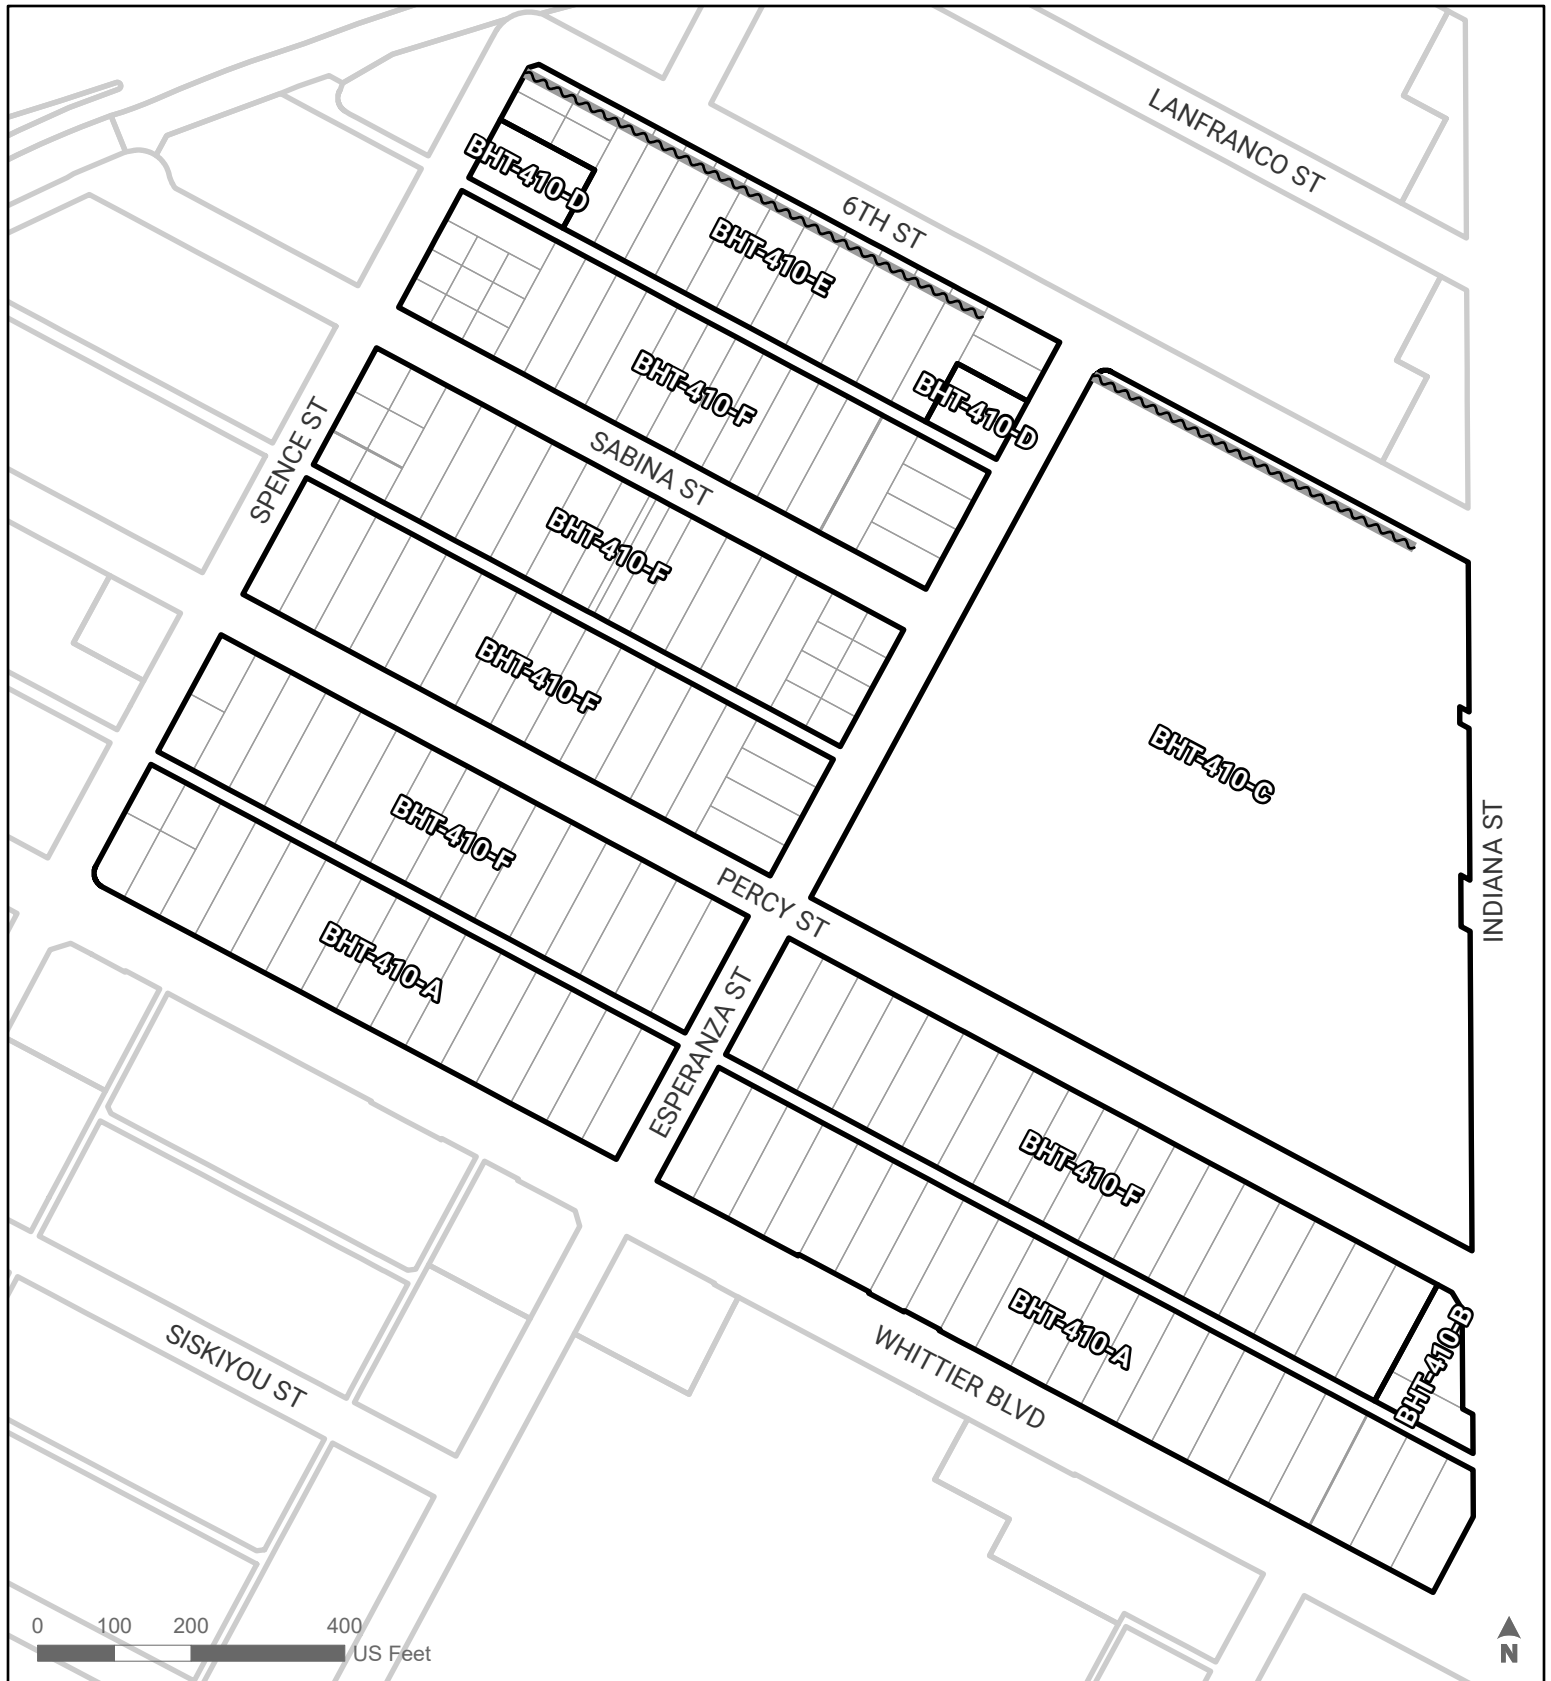 LANFRANCO ST
BHT-410-D
6TH ST
BHT-410-E
BHT-410-F
BHT-410-D
SPENCE ST
SABINA ST
BHT-410-F
BHT-410-F
BHT-410-C
BHT-410-F
INDIANA ST
PERCY ST
BHT-410-A
ESPERANZA ST
BHT-410-F
BHT-410-A
BHT-410-B
SISKIYOU ST
WHITTIER BLVD
0 100 200 400
US Feet
N